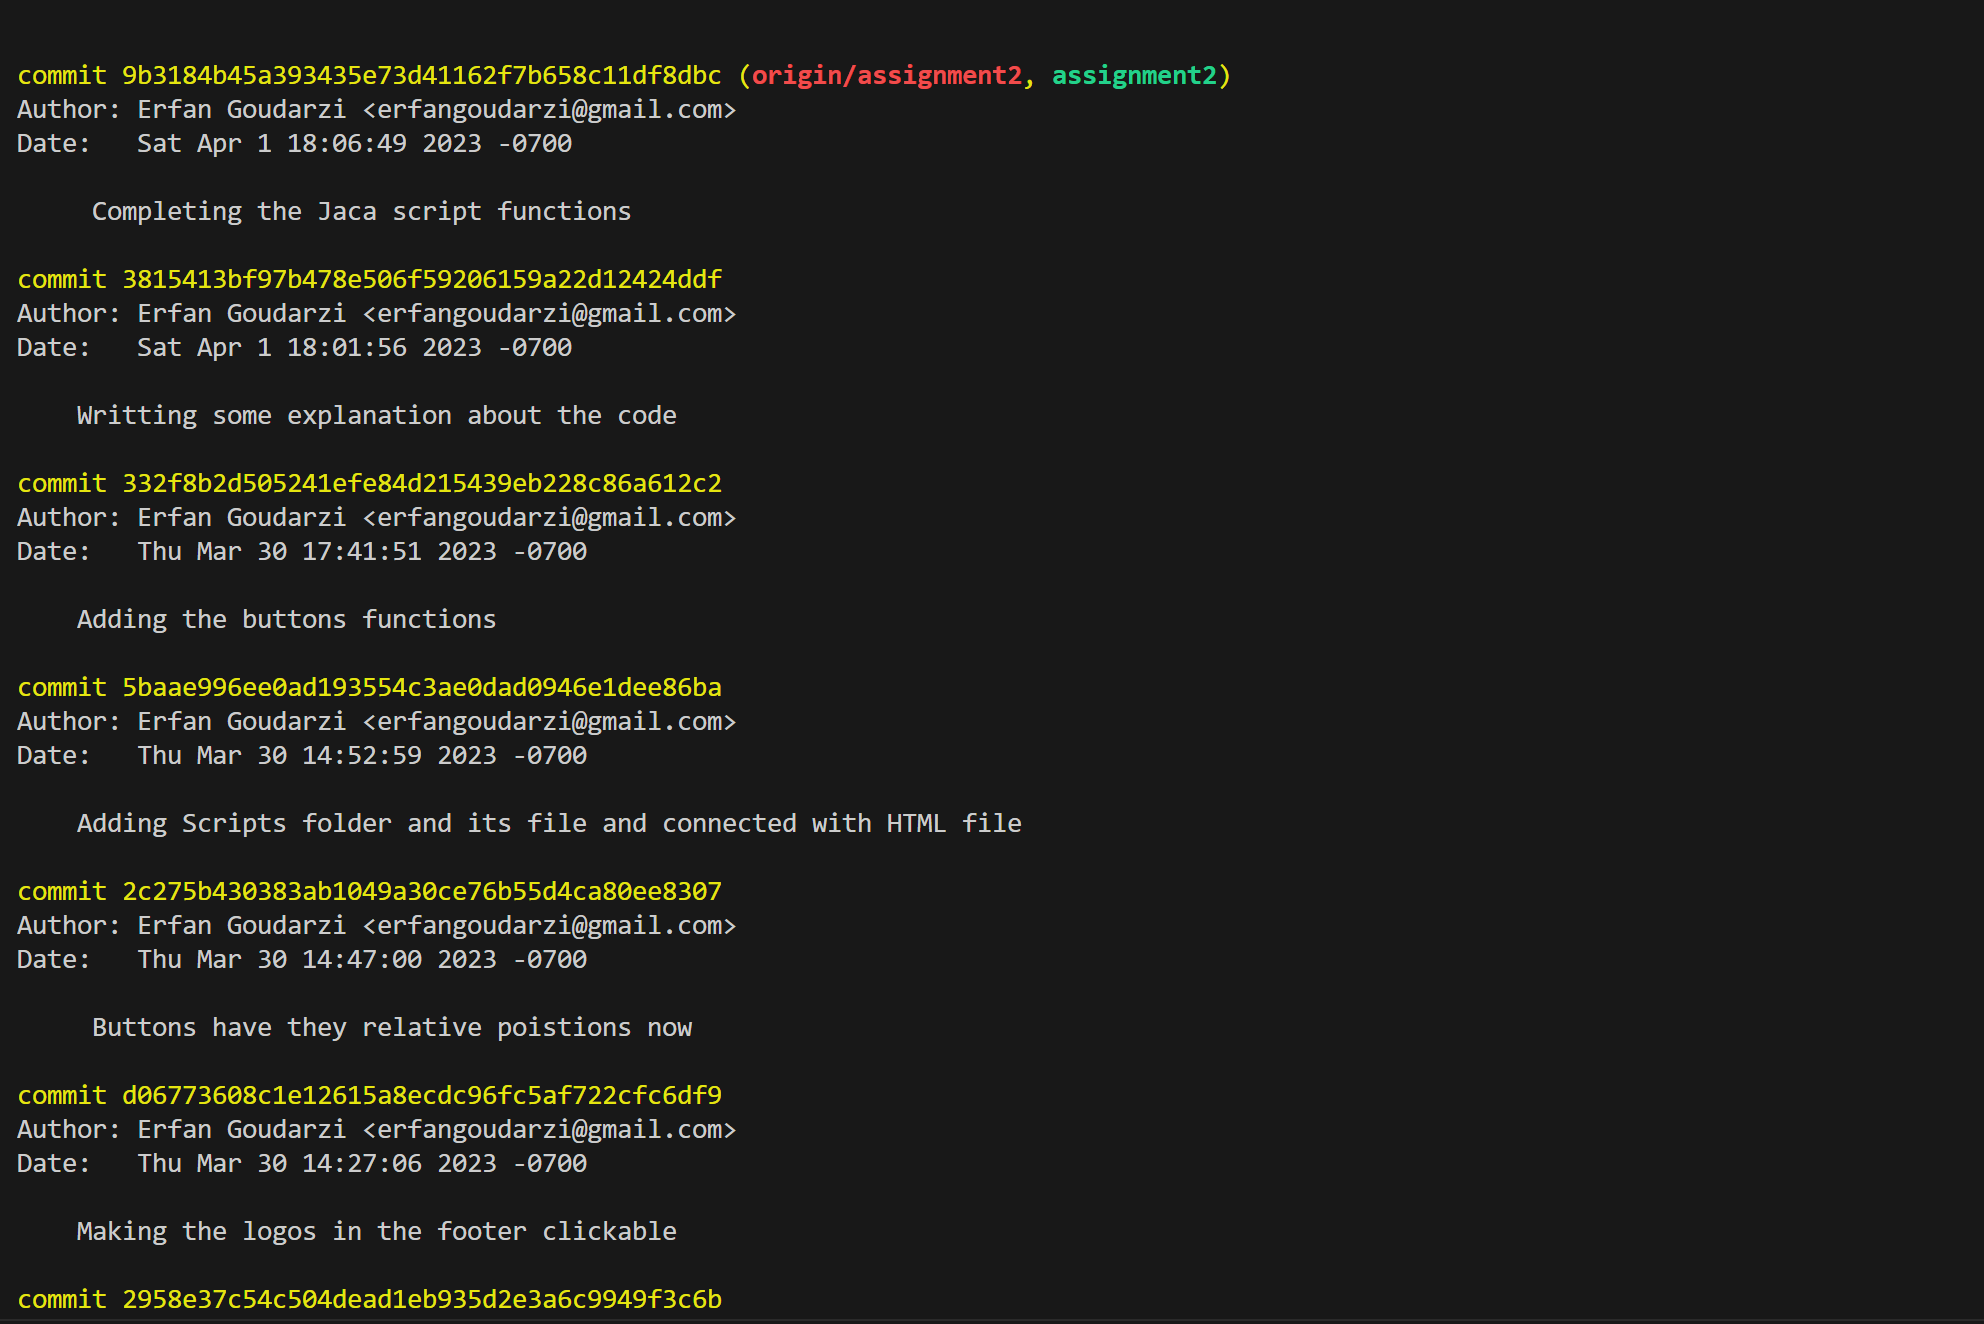 commit 9b3184b45a393435e73d41162f7b658c11df8dbc (origin/assignment2, assignment2)
Author: Erfan Goudarzi <erfangoudarzi@gmail.com>
Date:   Sat Apr 1 18:06:49 2023 -0700
Completing the Jaca script functions
commit 3815413bf97b478e506f59206159a22d12424ddf
Author: Erfan Goudarzi <erfangoudarzi@gmail.com>
Date:   Sat Apr 1 18:01:56 2023 -0700
Writting some explanation about the code
commit 332f8b2d505241efe84d215439eb228c86a612c2
Author: Erfan Goudarzi <erfangoudarzi@gmail.com>
Date:   Thu Mar 30 17:41:51 2023 -0700
Adding the buttons functions
commit 5baae996ee0ad193554c3ae0dad0946e1dee86ba
Author: Erfan Goudarzi <erfangoudarzi@gmail.com>
Date:   Thu Mar 30 14:52:59 2023 -0700
Adding Scripts folder and its file and connected with HTML file
commit 2c275b430383ab1049a30ce76b55d4ca80ee8307
Author: Erfan Goudarzi <erfangoudarzi@gmail.com>
Date:   Thu Mar 30 14:47:00 2023 -0700
Buttons have they relative poistions now
commit d06773608c1e12615a8ecdc96fc5af722cfc6df9
Author: Erfan Goudarzi <erfangoudarzi@gmail.com>
Date:   Thu Mar 30 14:27:06 2023 -0700
Making the logos in the footer clickable
commit 2958e37c54c504dead1eb935d2e3a6c9949f3c6b